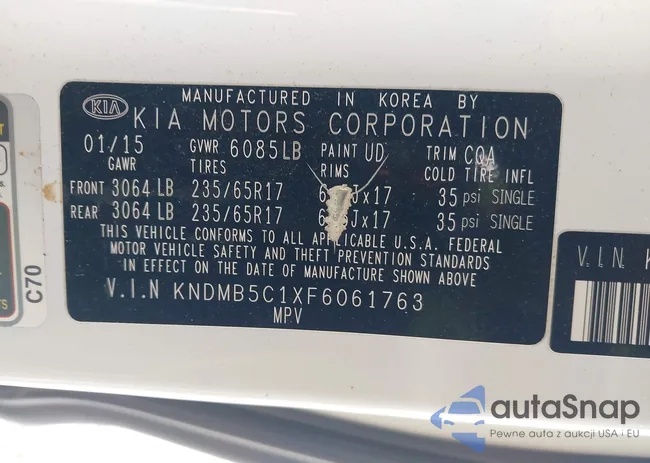 MANUFACTURED IN KOREA BY
KIA KIA MOTORS CORPORATION
01/15 GVWR 6085LB PAINT UD TRIM CQA
GAWR TIRES RIMS COLD TIRE INFL
FRONT 3064 LB 235/65R17 Jx17 35 psi SINGLE
REAR 3064 LB 235/65R17 Jx17 35 psi SINGLE
THIS VEHICLE CONFORMS TO ALL APPLICABLE U.S.A. FEDERAL
MOTOR VEHICLE SAFETY AND THEFT PREVENTION STANDARDS
IN EFFECT ON THE DATE OF MANUFACTURE SHOWN ABOVE
V.I.N KNDMB5C1XF6061763
MPV
C70
V.I.N. K
autaSnap
Pewne auta z aukcji USA i EU